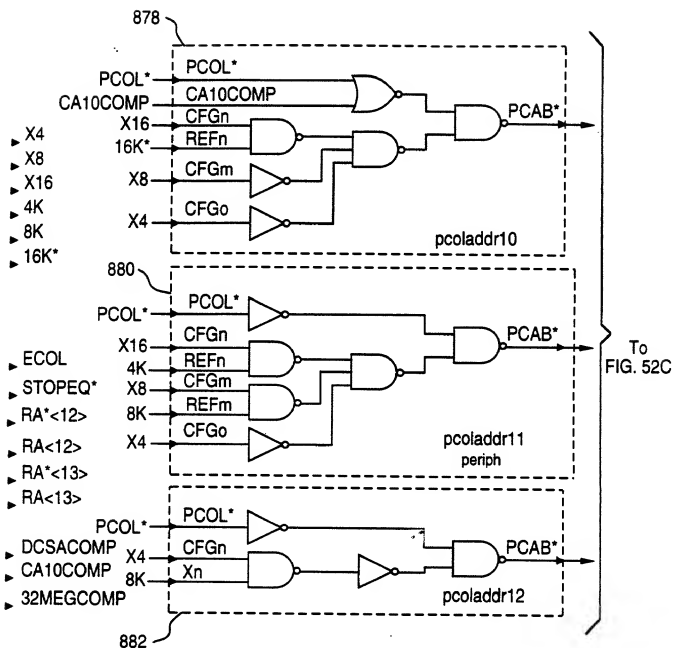 878
PCOL* PCOL*
CA10COMP CA10COMP
X16 CFGn
16K* REFn
X8 CFGm
X4 CFGo
PCAB*
pcoladdr10
X4
X8
X16
4K
8K
16K*
880
PCOL* PCOL*
X16 CFGn
4K REFn
X8 CFGm
8K REFm
X4 CFGo
PCAB*
pcoladdr11
periph
To
FIG. 52C
ECOL
STOPEQ*
RA*<12>
RA<12>
RA*<13>
RA<13>
PCOL* PCOL*
X4 CFGn
8K Xn
PCAB*
pcoladdr12
DCSACOMP
CA10COMP
32MEGCOMP
882